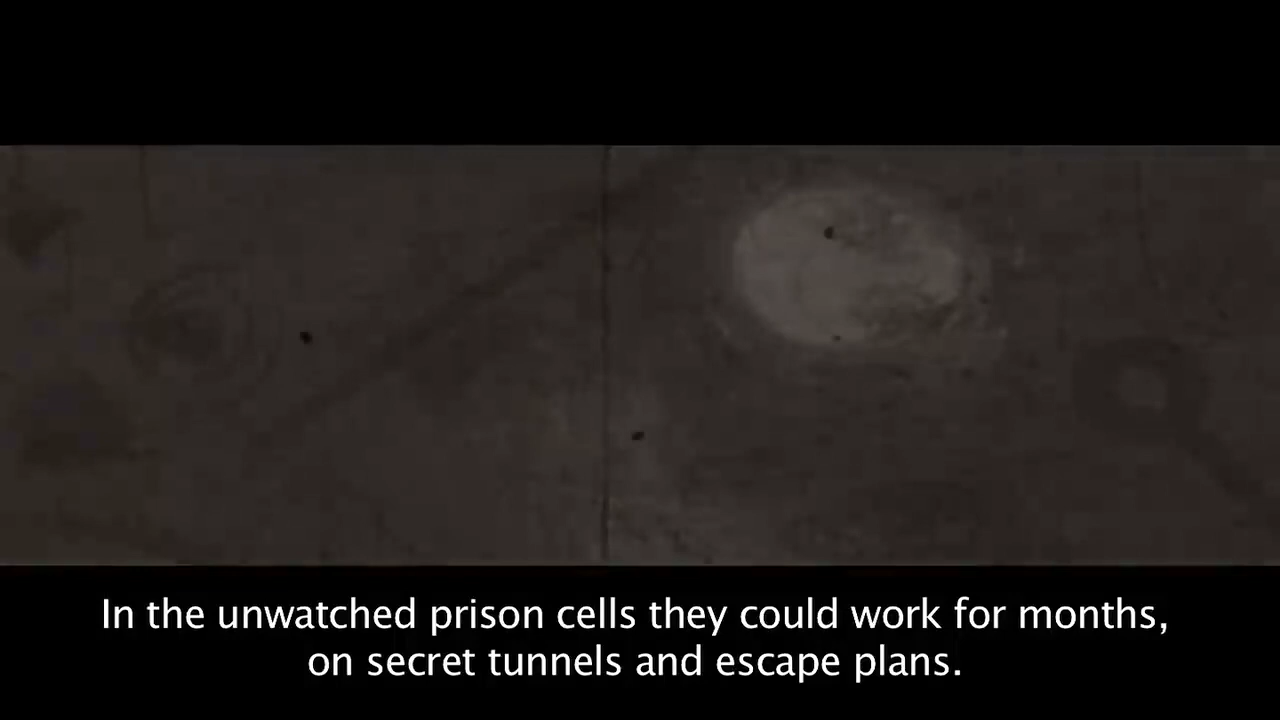 In the unwatched prison cells they could work for months,
on secret tunnels and escape plans.